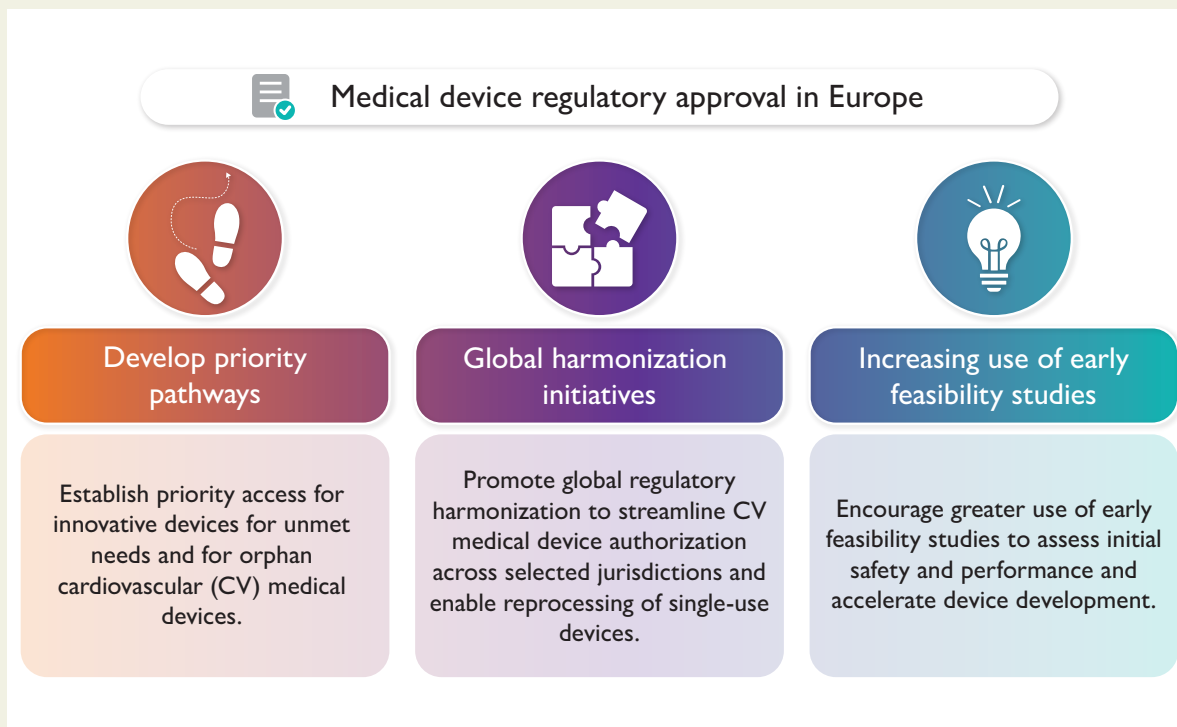 Medical device regulatory approval in Europe
Develop priority
pathways
Establish priority access for
innovative devices for unmet
needs and for orphan
cardiovascular (CV) medical
devices.
Global harmonization
initiatives
Promote global regulatory
harmonization to streamline CV
medical device authorization
across selected jurisdictions and
enable reprocessing of single-use
devices.
Increasing use of early
feasibility studies
Encourage greater use of early
feasibility studies to assess initial
safety and performance and
accelerate device development.